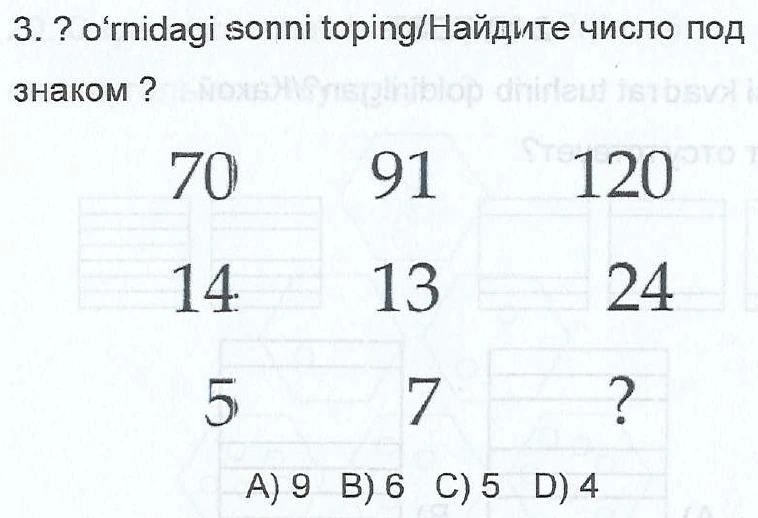 3. ? o‘rnidagi sonni toping/Найдите число под
знаком ?
70 91 120
14 13 24
5 7 ?
A) 9 B) 6 C) 5 D) 4